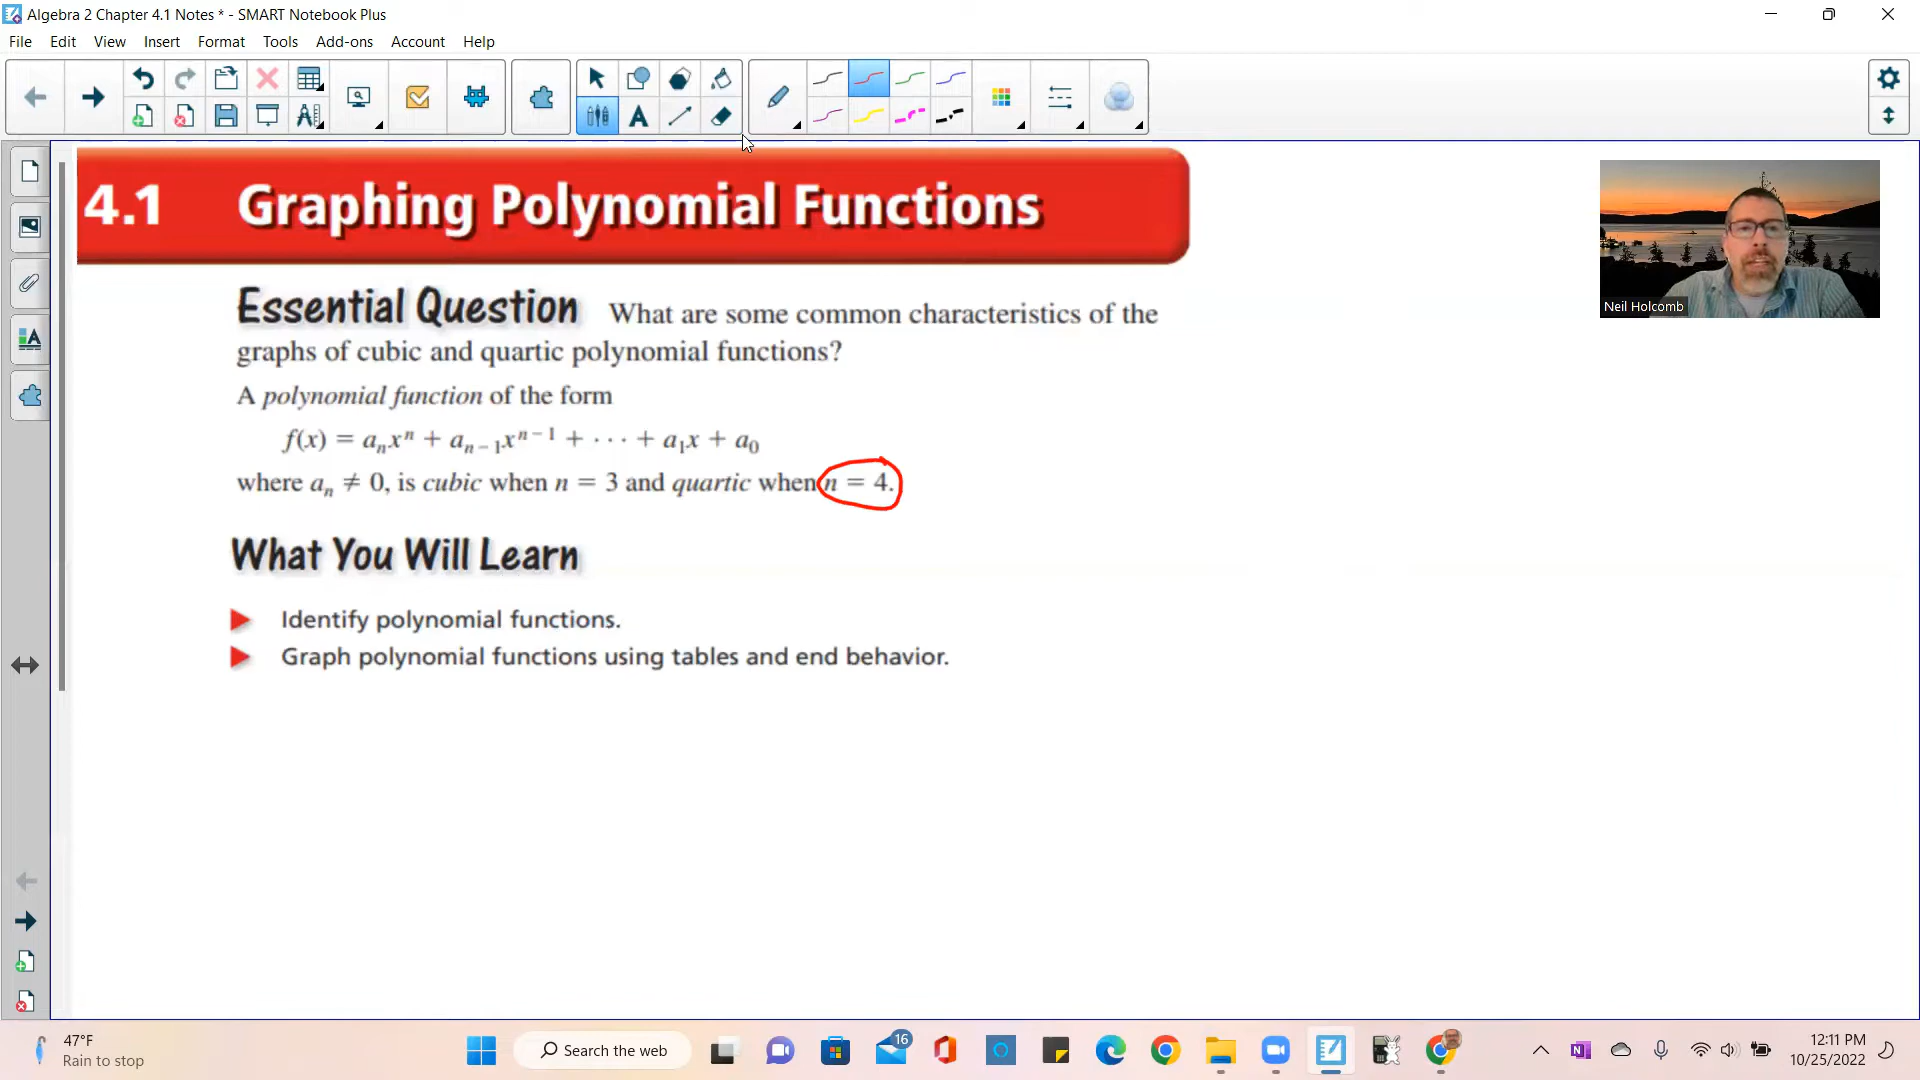 Algebra 2 Chapter 4.1 Notes * - SMART Notebook Plus
File Edit View Insert Format Tools Add-ons Account Help
4.1 Graphing Polynomial Functions
Neil Holcomb
Essential Question What are some common characteristics of the
graphs of cubic and quartic polynomial functions?
A polynomial function of the form
f(x) = aₙxⁿ + aₙ₋₁xⁿ⁻¹ + ··· + a₁x + a₀
where aₙ ≠ 0, is cubic when n = 3 and quartic when n = 4.
What You Will Learn
Identify polynomial functions.
Graph polynomial functions using tables and end behavior.
47°F
Rain to stop
Search the web
16
12:11 PM
10/25/2022